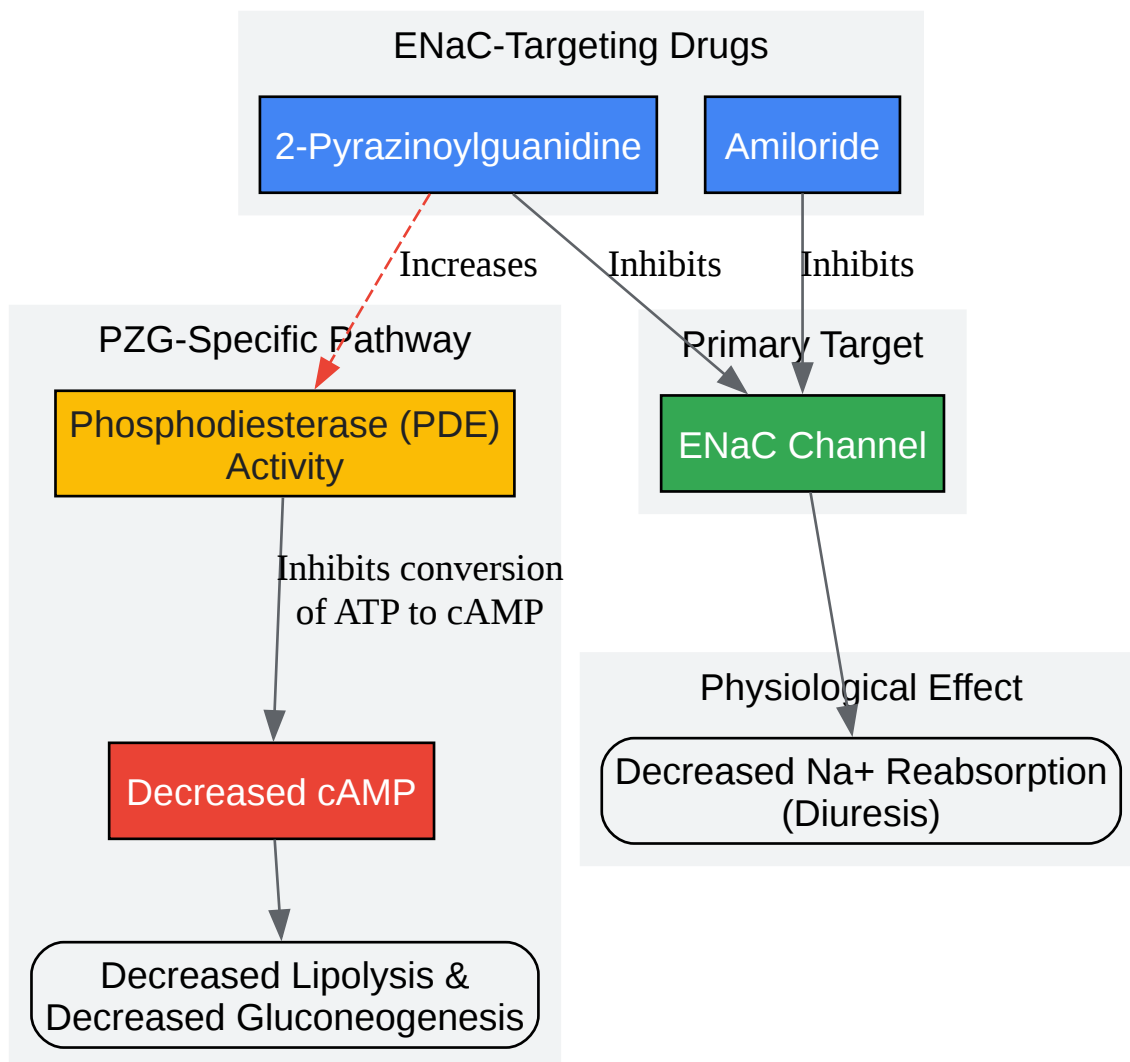 ENaC-Targeting Drugs
2-Pyrazinoylguanidine
Amiloride
Increases
Inhibits
Inhibits
PZG-Specific Pathway
Primary Target
Phosphodiesterase (PDE)
Activity
ENaC Channel
Inhibits conversion
of ATP to cAMP
Physiological Effect
Decreased cAMP
Decreased Na+ Reabsorption
(Diuresis)
Decreased Lipolysis &
Decreased Gluconeogenesis